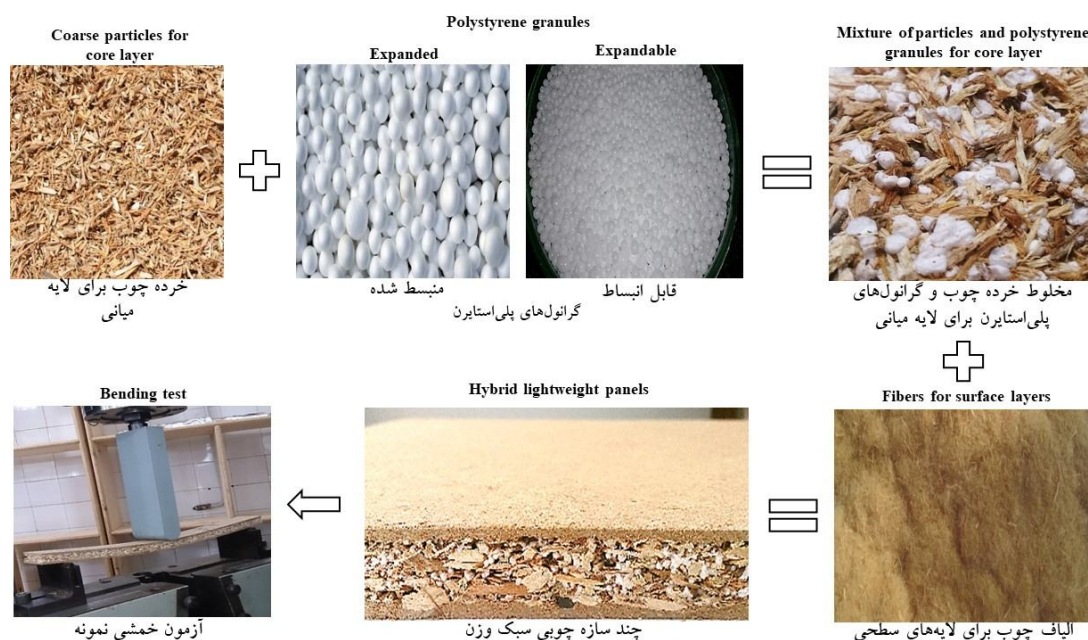 Polystyrene granules
Coarse particles for
core layer
Expanded
Expandable
Mixture of particles and polystyrene
granules for core layer
خرده چوب برای لایه
میانی
منبسط شده
قابل انبساط
گرانول‌های پلی‌استایرن
مخلوط خرده چوب و گرانول‌های
پلی‌استایرن برای لایه میانی
Bending test
Hybrid lightweight panels
Fibers for surface layers
آزمون خمشی نمونه
چند سازه چوبی سبک وزن
الیاف چوب برای لایه‌های سطحی